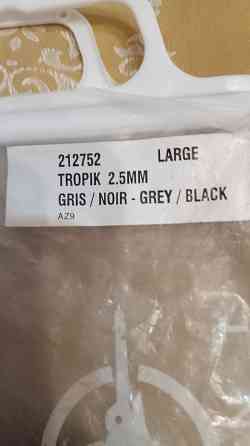 212752 LARGE
TROPIK 2.5MM
GRIS / NOIR - GREY / BLACK
AZ9